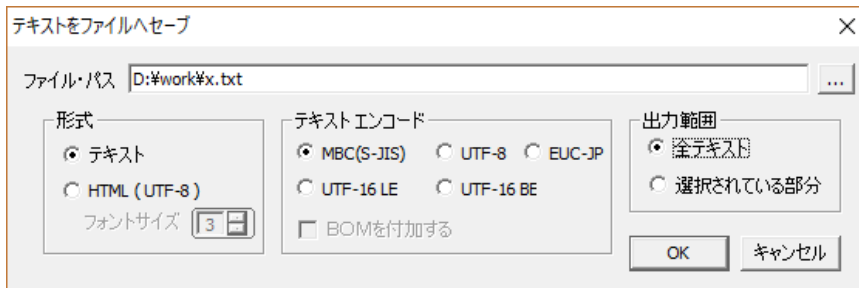 テキストをファイルへセーブ
ファイル・パス D:¥work¥x.txt ...
形式
テキスト
HTML ( UTF-8 )
フォントサイズ 3
テキスト エンコード
MBC(S-JIS) UTF-8 EUC-JP
UTF-16 LE UTF-16 BE
BOMを付加する
出力範囲
全テキスト
選択されている部分
OK キャンセル